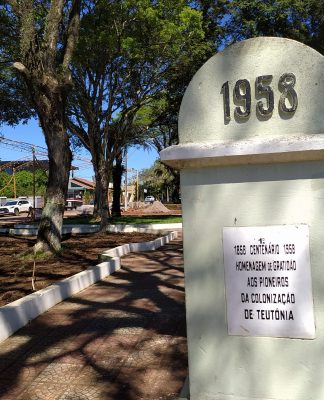 1958
1858 CENTENÁRIO 1958
HOMENAGEM DE GRATIDÃO
AOS PIONEIROS
DA COLONIZAÇÃO
DE TEUTÔNIA